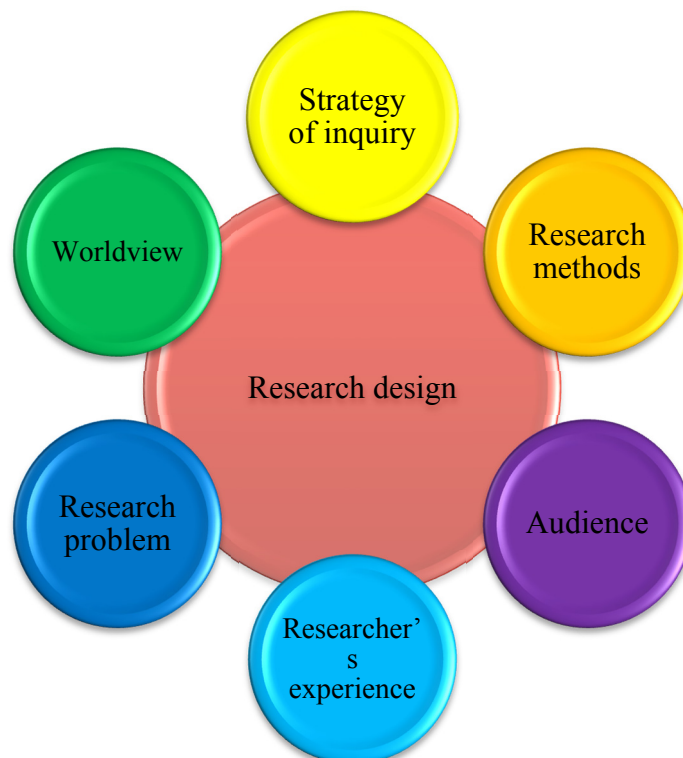 Strategy
of inquiry
Worldview
Research
methods
Research design
Research
problem
Audience
Researcher’
s
experience